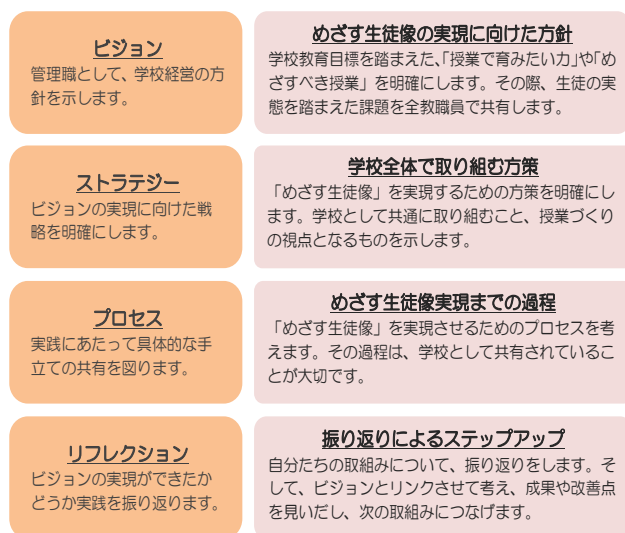 ビジョン
管理職として、学校経営の方
針を示します。
めざす生徒像の実現に向けた方針
学校教育目標を踏まえた、「授業で育みたい力」や「め
ざすべき授業」を明確にします。その際、生徒の実
態を踏まえた課題を全教職員で共有します。
ストラテジー
ビジョンの実現に向けた戦
略を明確にします。
学校全体で取り組む方策
「めざす生徒像」を実現するための方策を明確にし
ます。学校として共通に取り組むこと、授業づくり
の視点となるものを示します。
プロセス
実践にあたって具体的な手
立ての共有を図ります。
めざす生徒像実現までの過程
「めざす生徒像」を実現させるためのプロセスを考
えます。その過程は、学校として共有されているこ
とが大切です。
リフレクション
ビジョンの実現ができたか
どうか実践を振り返ります。
振り返りによるステップアップ
自分たちの取組みについて、振り返りをします。そ
して、ビジョンとリンクさせて考え、成果や改善点
を見いだし、次の取組みにつなげます。